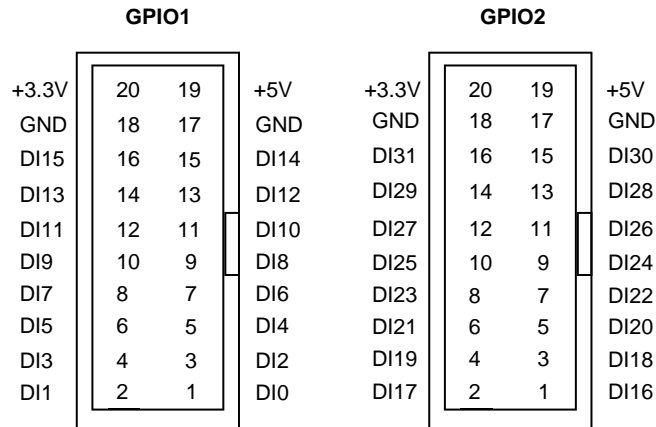 GPIO1 GPIO2
+3.3V 20 19 +5V +3.3V 20 19 +5V
GND 18 17 GND GND 18 17 GND
DI15 16 15 DI14 DI31 16 15 DI30
DI13 14 13 DI12 DI29 14 13 DI28
DI11 12 11 DI10 DI27 12 11 DI26
DI9 10 9 DI8 DI25 10 9 DI24
DI7 8 7 DI6 DI23 8 7 DI22
DI5 6 5 DI4 DI21 6 5 DI20
DI3 4 3 DI2 DI19 4 3 DI18
DI1 2 1 DI0 DI17 2 1 DI16